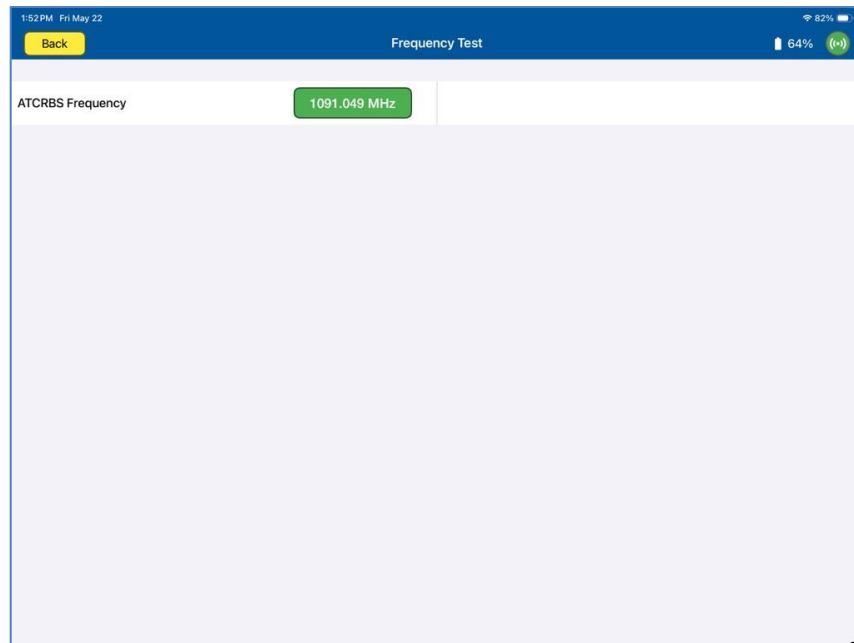 1:52 PM Fri May 22 82%
Back Frequency Test 64%
ATCRBS Frequency 1091.049 MHz